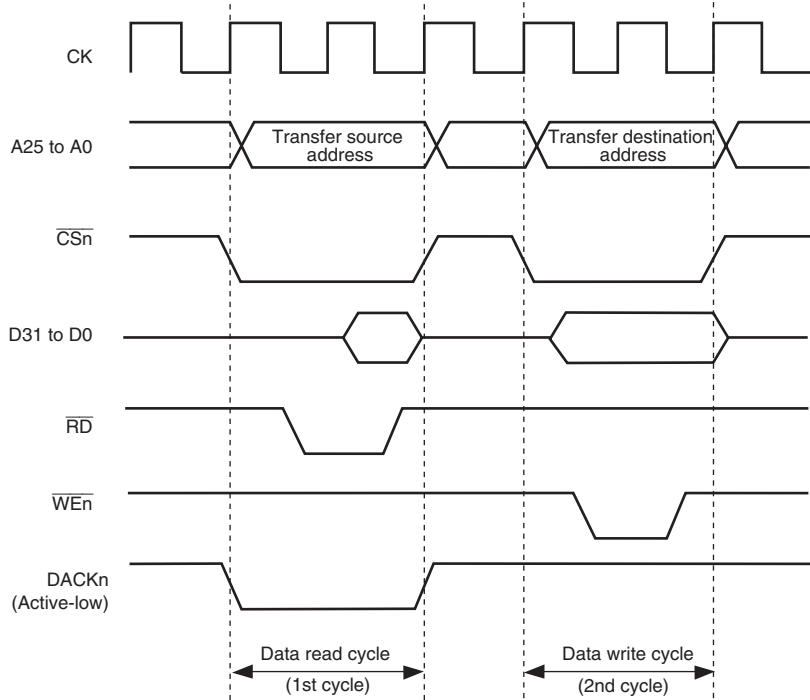 CK
A25 to A0
Transfer source
address
Transfer destination
address
CSn
D31 to D0
RD
WEn
DACKn
(Active-low)
Data read cycle
(1st cycle)
Data write cycle
(2nd cycle)